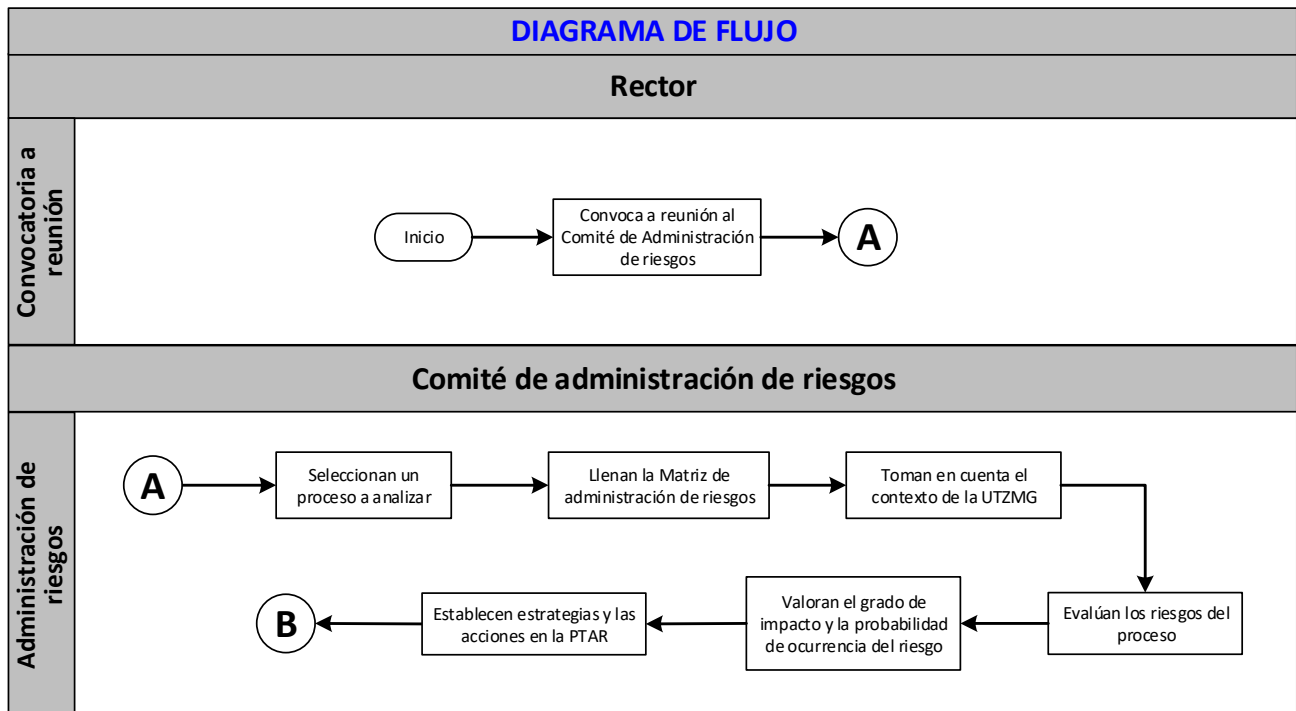 DIAGRAMA DE FLUJO
Rector
Convocatoria a
reunión
Inicio
Convoca a reunión al
Comité de Administración
de riesgos
A
Comité de administración de riesgos
Administración de
riesgos
A
Seleccionan un
proceso a analizar
Llenan la Matriz de
administración de riesgos
Toman en cuenta el
contexto de la UTZMG
Evalúan los riesgos del
proceso
Valoran el grado de
impacto y la probabilidad
de ocurrencia del riesgo
Establecen estrategias y las
acciones en la PTAR
B